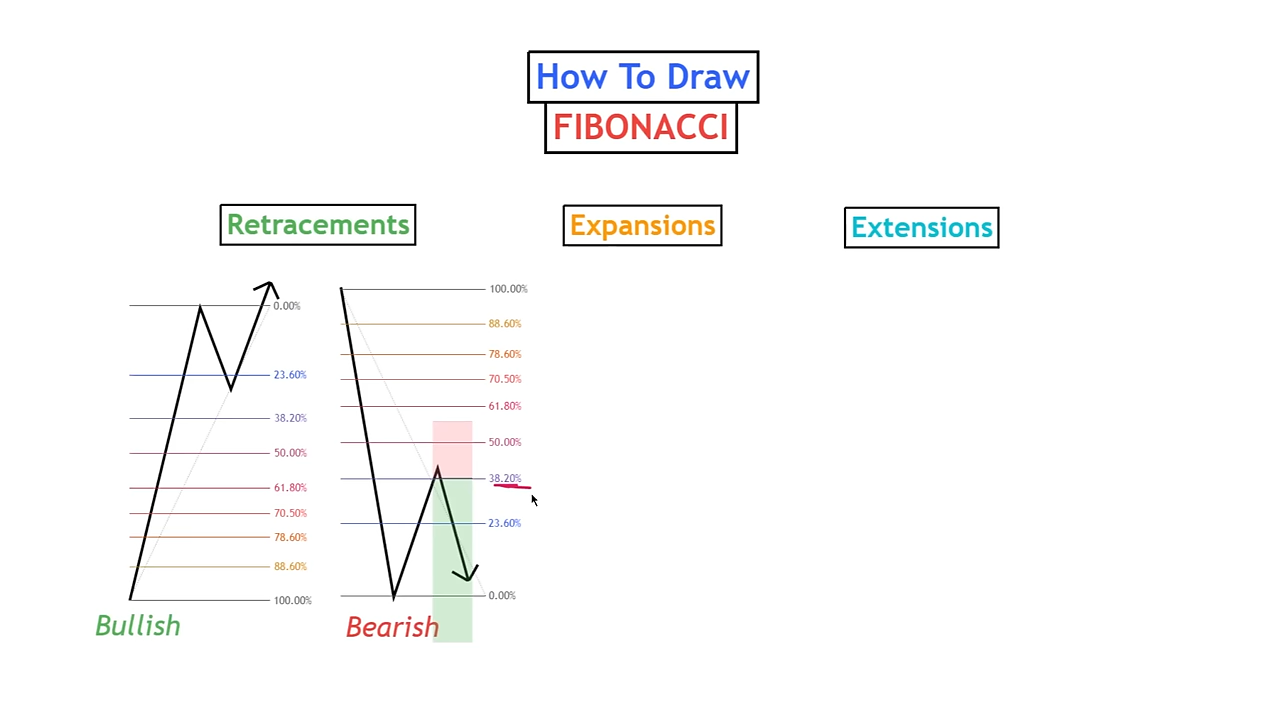 How To Draw
FIBONACCI
Retracements
Expansions
Extensions
0.00%
23.60%
38.20%
50.00%
61.80%
70.50%
78.60%
88.60%
100.00%
Bullish
100.00%
88.60%
78.60%
70.50%
61.80%
50.00%
38.20%
23.60%
0.00%
Bearish